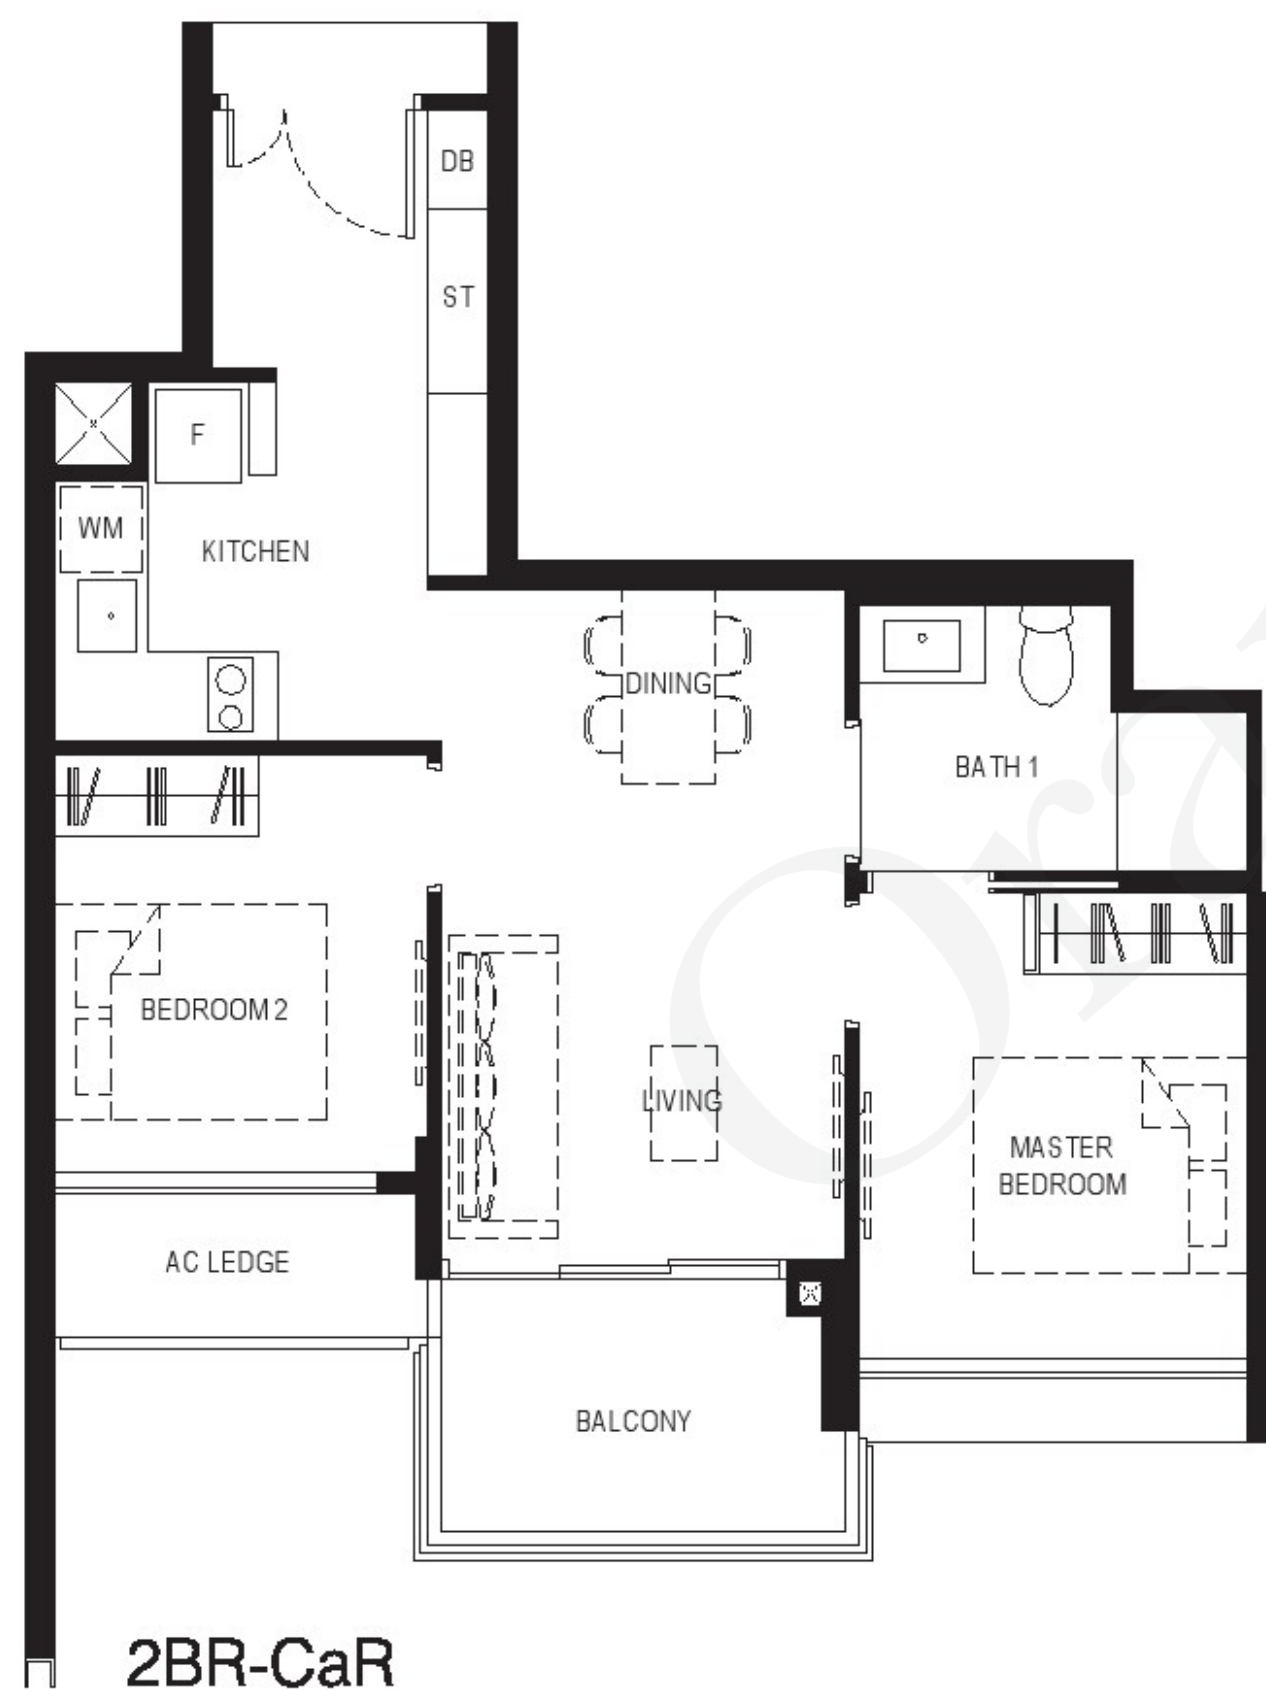 DB
ST
F
WM
KITCHEN
DINING
BATH 1
BEDROOM 2
LIVING
MASTER
BEDROOM
AC LEDGE
BALCONY
2BR-CaR